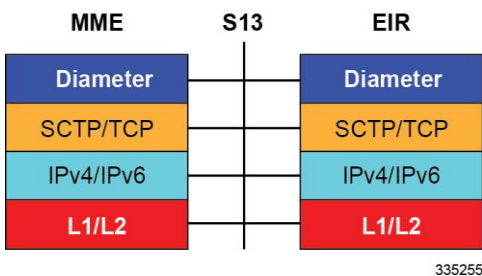 MME S13 EIR
Diameter Diameter
SCTP/TCP SCTP/TCP
IPv4/IPv6 IPv4/IPv6
L1/L2 L1/L2
335255